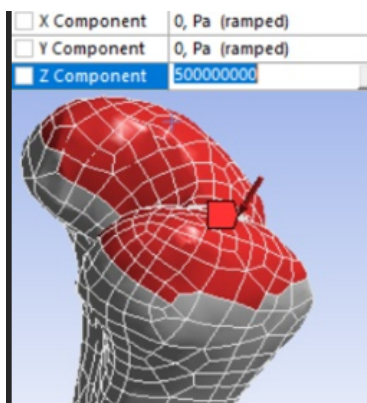 X Component 0, Pa (ramped)
Y Component 0, Pa (ramped)
Z Component 500000000